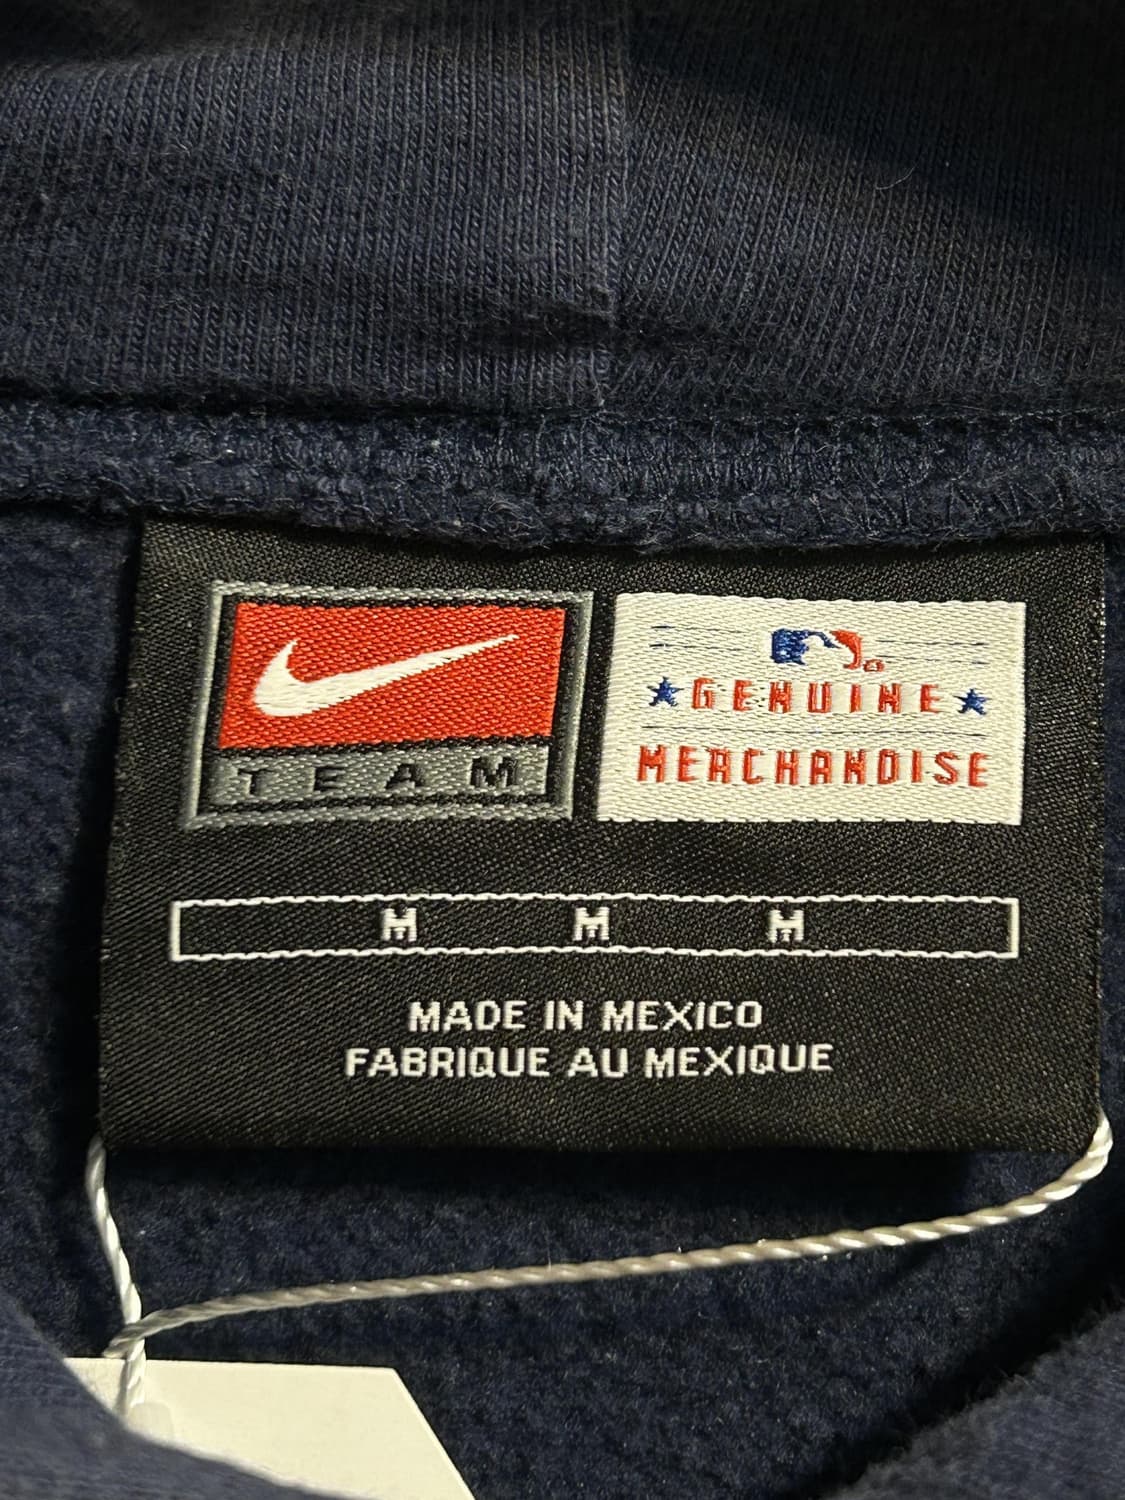 TEAM
GENUINE
MERCHANDISE
M M M
MADE IN MEXICO
FABRIQUE AU MEXIQUE